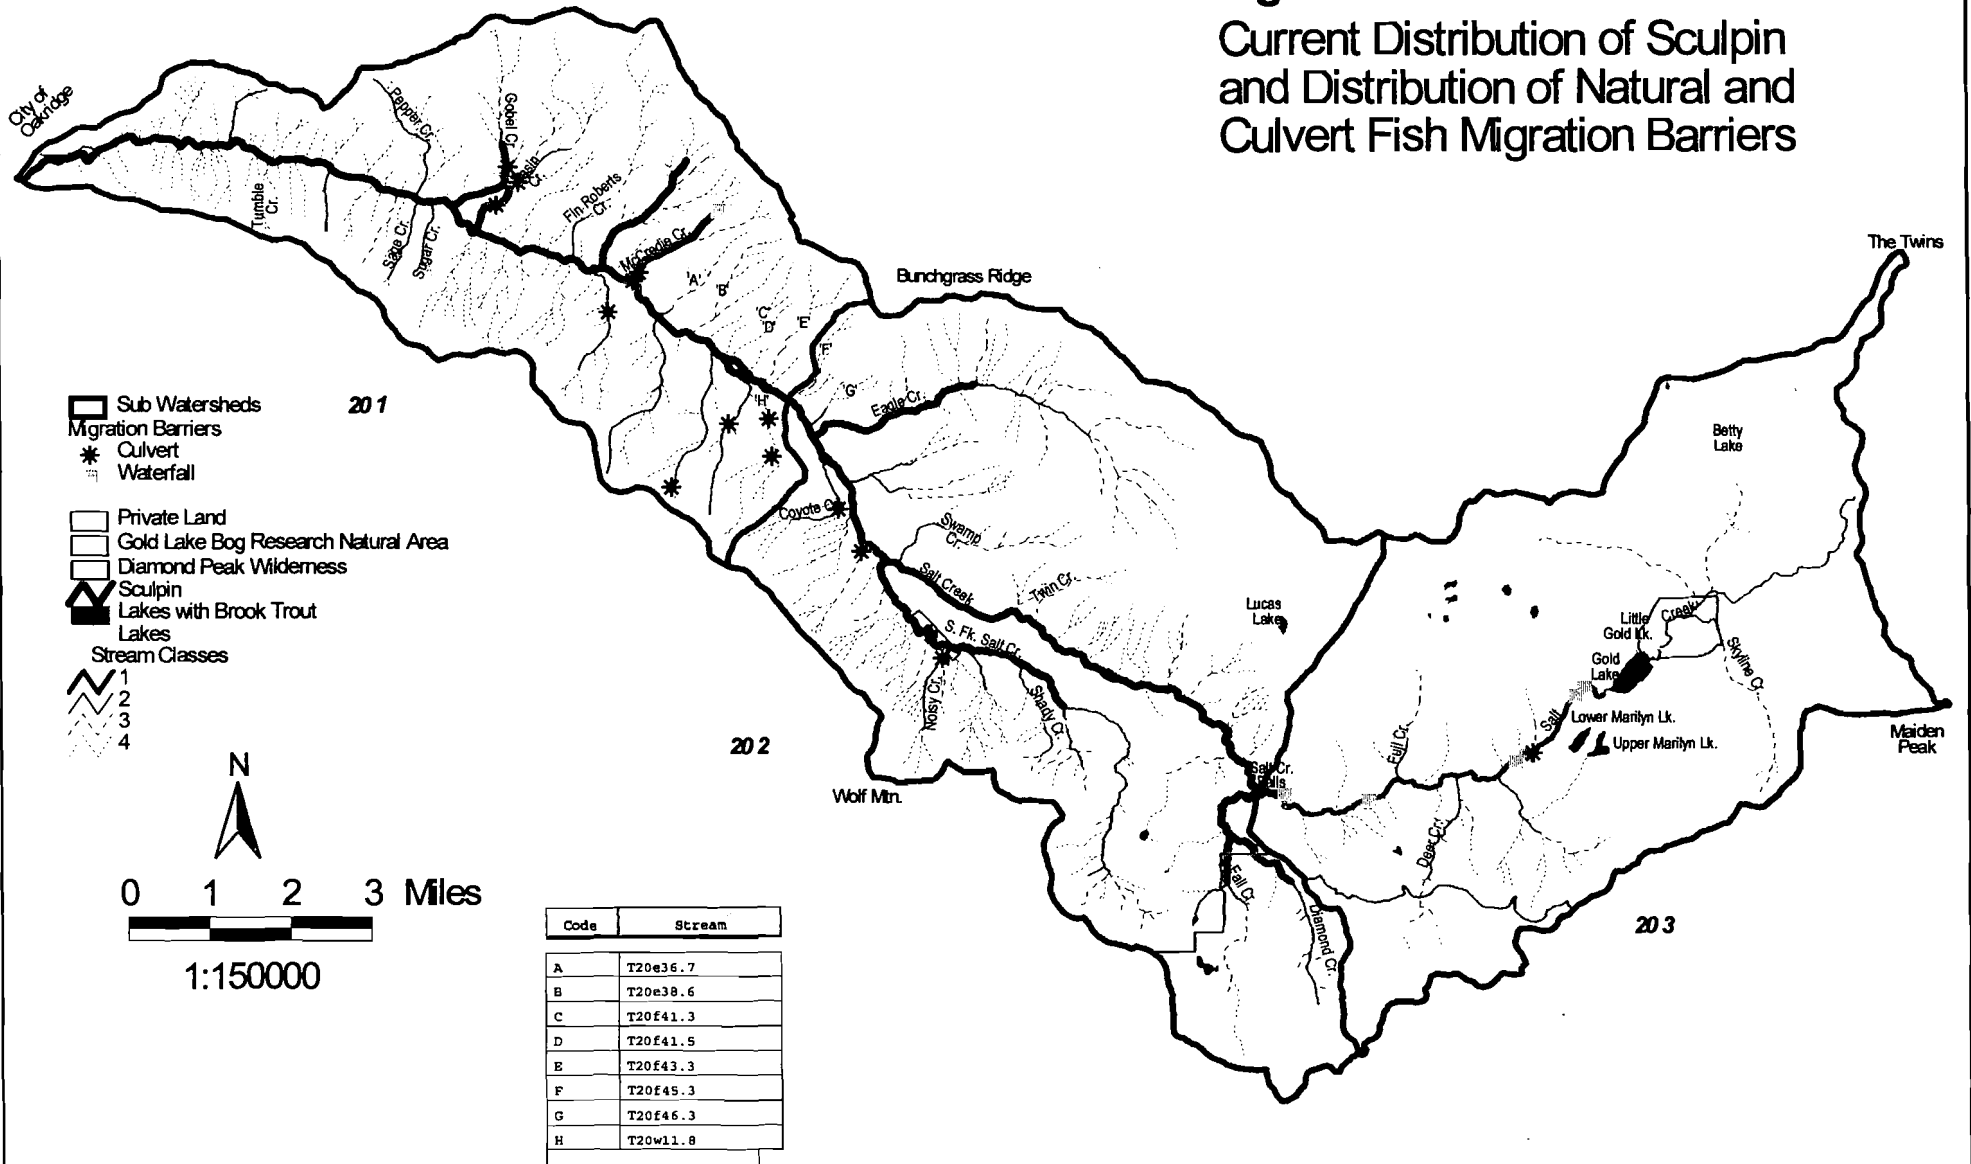 Current Distribution of Sculpin
and Distribution of Natural and
Culvert Fish Migration Barriers
City of
Oakridge
Pepper Cr.
Gobel Cr.
Basin
Cr.
Tumble
Cr.
Sage Cr.
Sugar Cr.
Fln Roberts
Cr.
McCredie Cr.
'A'
'B'
'C'
'D'
'E'
'F'
'G'
'H'
Bunchgrass Ridge
The Twins
Eagle Cr.
Betty
Lake
Coyote Cr.
Swamp
Cr.
Salt Creek
Twin Cr.
Lucas
Lake
S. Fk. Salt Cr.
Noisy Cr.
Shady Cr.
Little
Gold Lk.
Creek
Gold
Lake
Skyline Cr.
Salt
Lower Marilyn Lk.
Upper Marilyn Lk.
Maiden
Peak
Fuji Cr.
Salt Cr.
Falls
Wolf Mtn.
Deer Cr.
Fall Cr.
Diamond Cr.
20 1
20 2
20 3
Sub Watersheds
Migration Barriers
Culvert
Waterfall
Private Land
Gold Lake Bog Research Natural Area
Diamond Peak Wilderness
Sculpin
Lakes with Brook Trout
Lakes
Stream Classes
1
2
3
4
N
0 1 2 3 Miles
1:150000
Code Stream
A T20e36.7
B T20e38.6
C T20f41.3
D T20f41.5
E T20f43.3
F T20f45.3
G T20f46.3
H T20w11.8